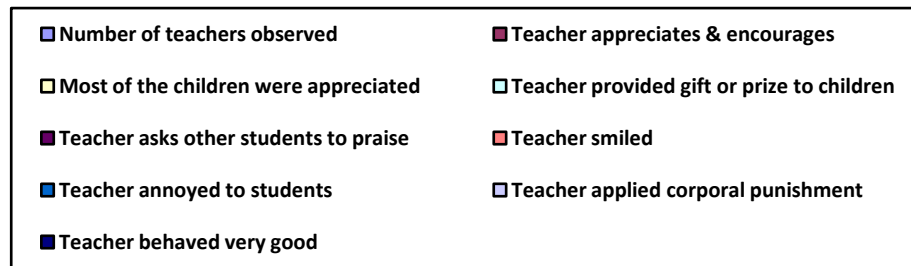 Number of teachers observed
Teacher appreciates & encourages
Most of the children were appreciated
Teacher provided gift or prize to children
Teacher asks other students to praise
Teacher smiled
Teacher annoyed to students
Teacher applied corporal punishment
Teacher behaved very good